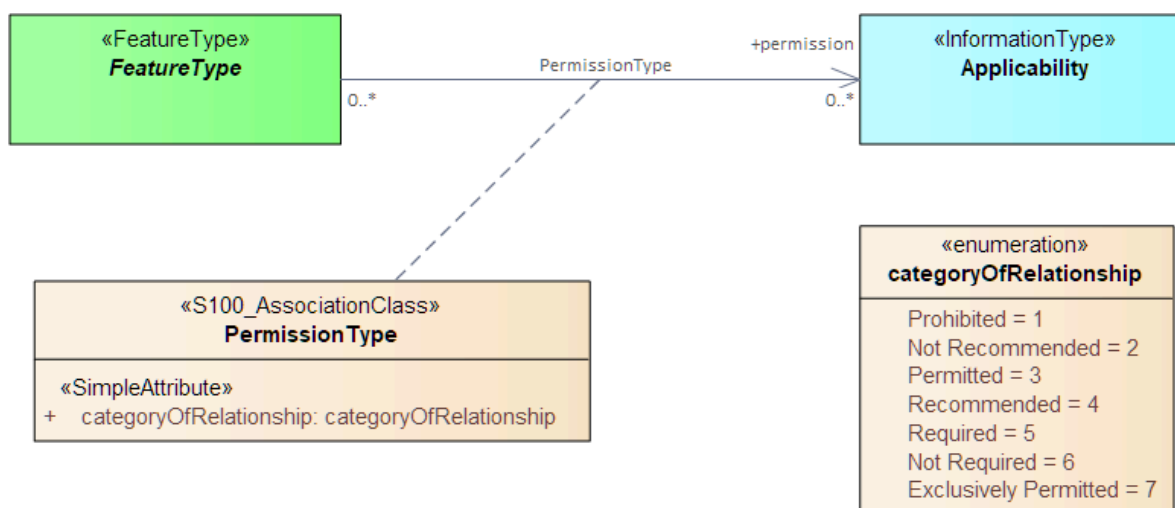 «FeatureType»
FeatureType
0..*
PermissionType
+permission
0..*
«InformationType»
Applicability
«S100_AssociationClass»
PermissionType
«SimpleAttribute»
+ categoryOfRelationship: categoryOfRelationship
«enumeration»
categoryOfRelationship
Prohibited = 1
Not Recommended = 2
Permitted = 3
Recommended = 4
Required = 5
Not Required = 6
Exclusively Permitted = 7